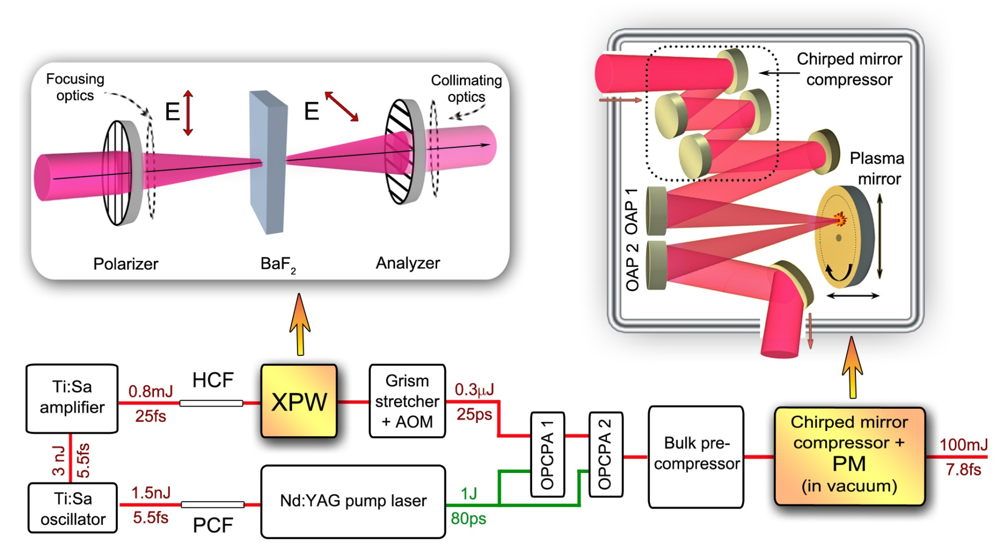 Focusing
optics
E
E
Collimating
optics
Polarizer
BaF2
Analyzer
Chirped mirror
compressor
Plasma
mirror
OAP 1
OAP 2
Ti:Sa
amplifier
0.8mJ
25fs
HCF
XPW
Grism
stretcher
+ AOM
0.3μJ
25ps
3 nJ
5.5fs
Ti:Sa
oscillator
1.5nJ
5.5fs
PCF
Nd:YAG pump laser
1J
80ps
OPCPA 1
OPCPA 2
Bulk pre-
compressor
Chirped mirror
compressor +
PM
(in vacuum)
100mJ
7.8fs